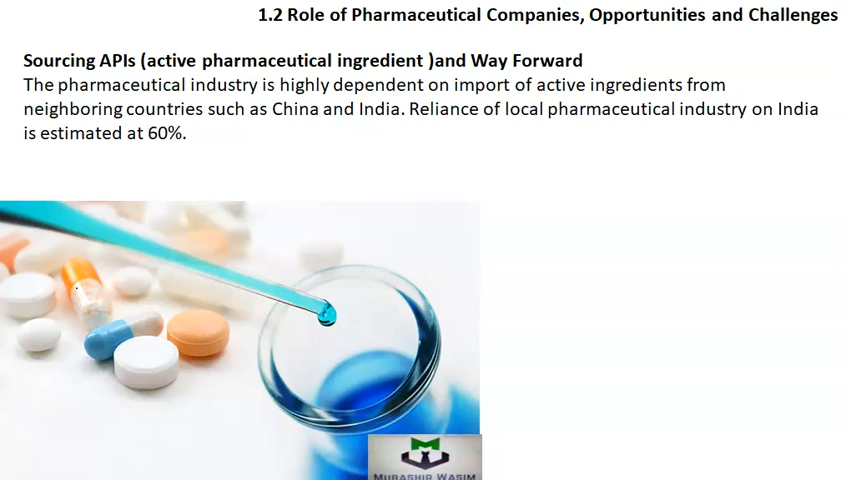 1.2 Role of Pharmaceutical Companies, Opportunities and Challenges
Sourcing APIs (active pharmaceutical ingredient )and Way Forward
The pharmaceutical industry is highly dependent on import of active ingredients from
neighboring countries such as China and India. Reliance of local pharmaceutical industry on India
is estimated at 60%.
MUBASHIR WASIM